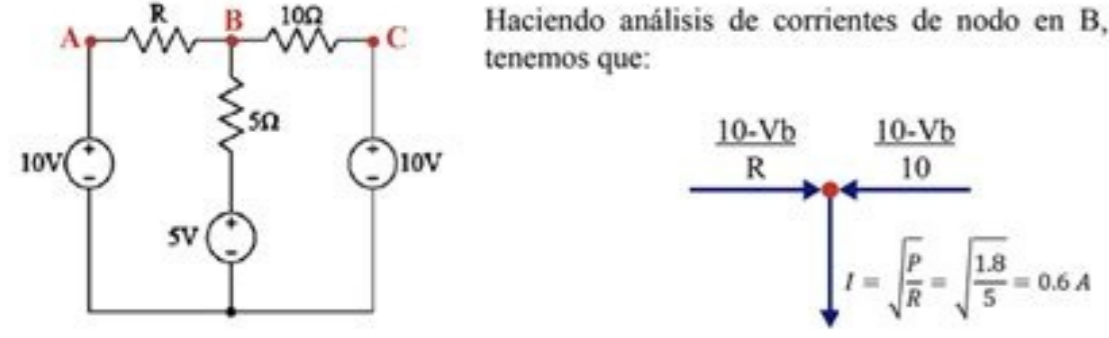 R
A
B
10Ω
C
5Ω
10V
10V
5V
Haciendo análisis de corrientes de nodo en B,
tenemos que:
10-Vb
R
10-Vb
10
I = √P/R = √1.8/5 = 0.6 A